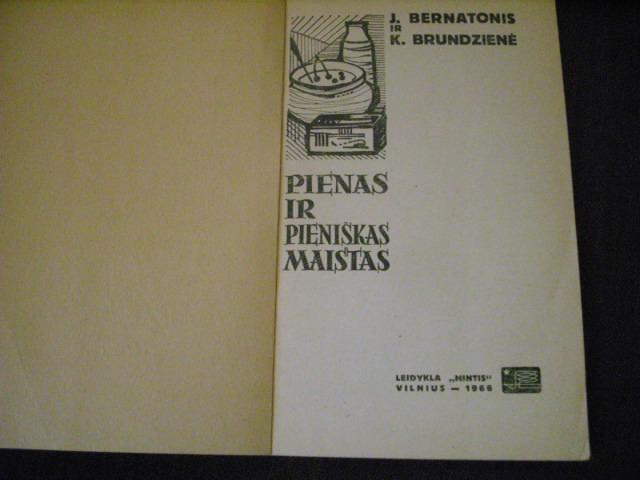 J. BERNATONIS
IR
K. BRUNDZIENĖ
PIENAS
IR
PIENIŠKAS
MAISTAS
LEIDYKLA „MINTIS“
VILNIUS — 1966